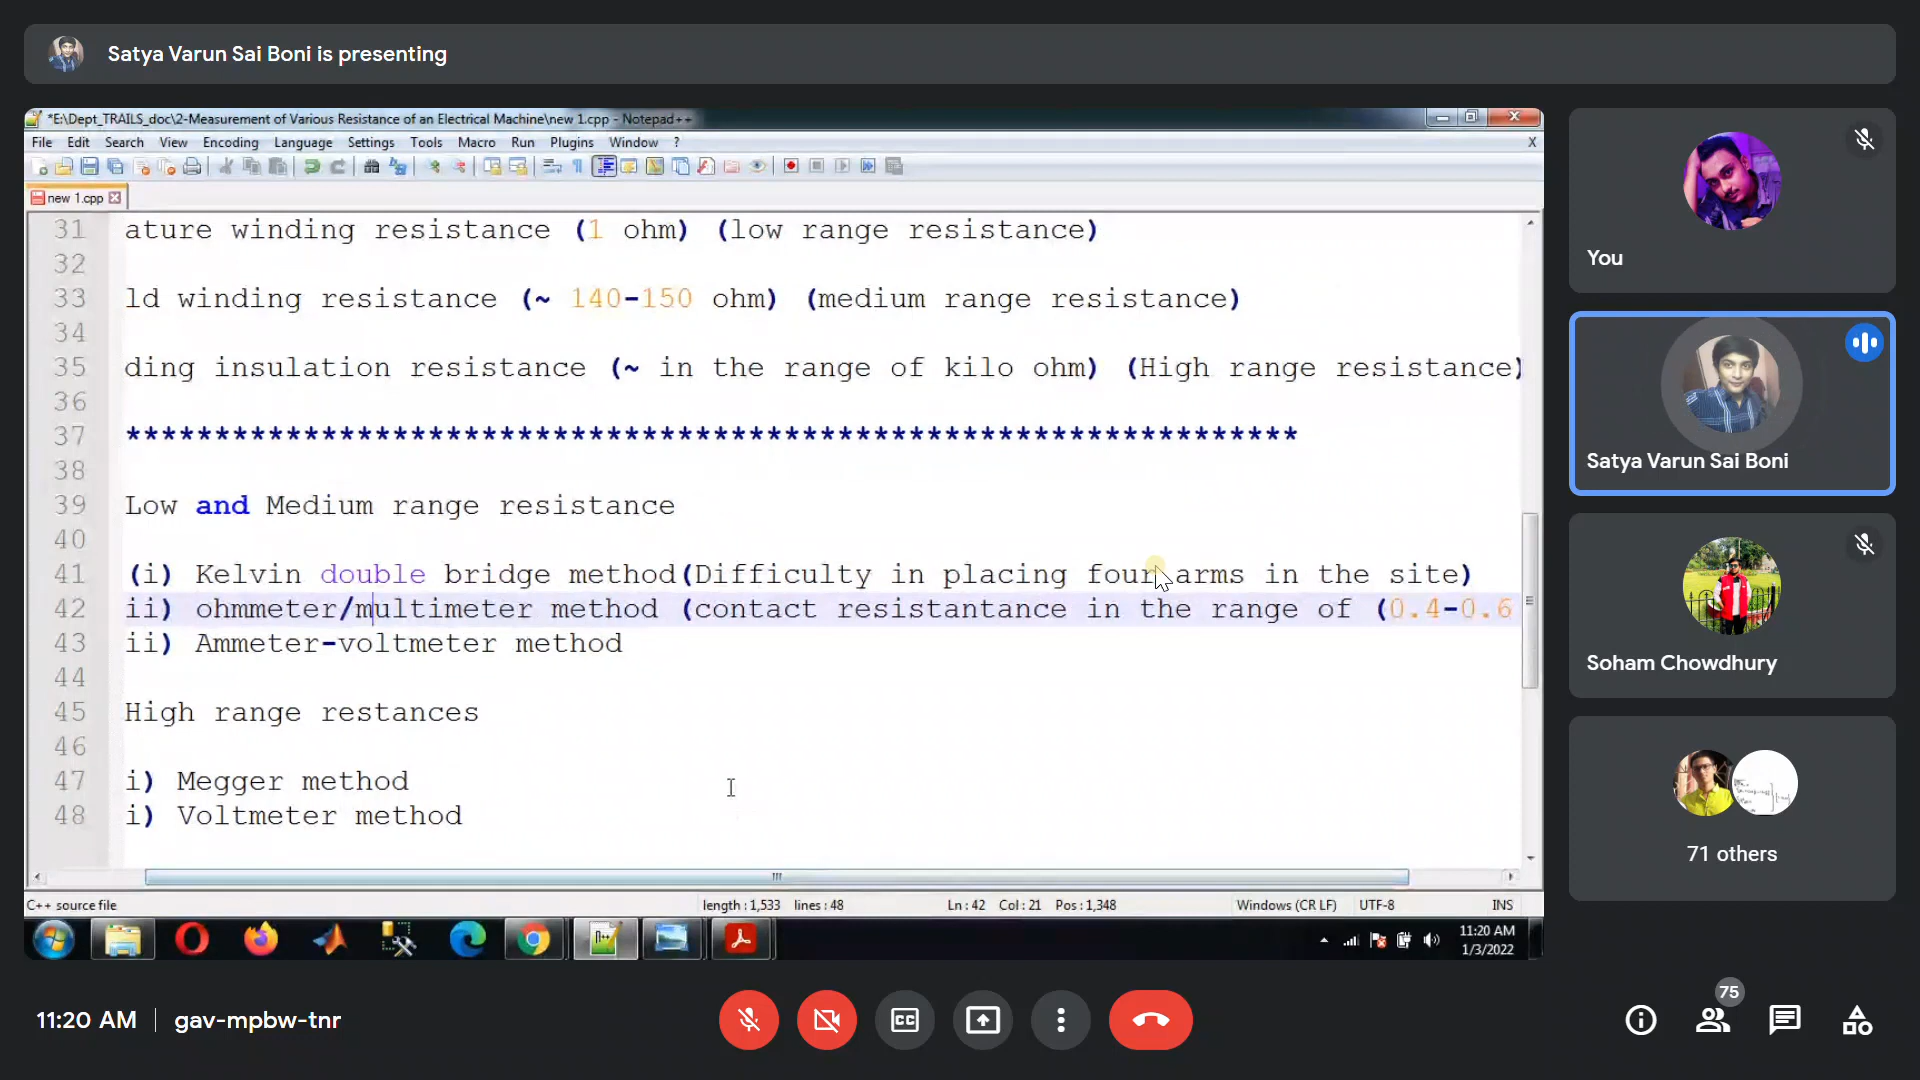 Satya Varun Sai Boni is presenting
*E:\Dept_TRAILS_doc\2-Measurement of Various Resistance of an Electrical Machine\new 1.cpp - Notepad++
File Edit Search View Encoding Language Settings Tools Macro Run Plugins Window ? X
new 1.cpp
31 ature winding resistance (1 ohm) (low range resistance)
32
33 ld winding resistance (~ 140-150 ohm) (medium range resistance)
34
35 ding insulation resistance (~ in the range of kilo ohm) (High range resistance)
36
37 ******************************************************************
38
39 Low and Medium range resistance
40
41 (i) Kelvin double bridge method(Difficulty in placing four arms in the site)
42 ii) ohmmeter/multimeter method (contact resistantance in the range of (0.4-0.6
43 ii) Ammeter-voltmeter method
44
45 High range restances
46
47 i) Megger method
48 i) Voltmeter method
C++ source file length : 1,533 lines : 48 Ln : 42 Col : 21 Pos : 1,348 Windows (CR LF) UTF-8 INS
11:20 AM
1/3/2022
You
Satya Varun Sai Boni
Soham Chowdhury
71 others
11:20 AM gav-mpbw-tnr
CC
75